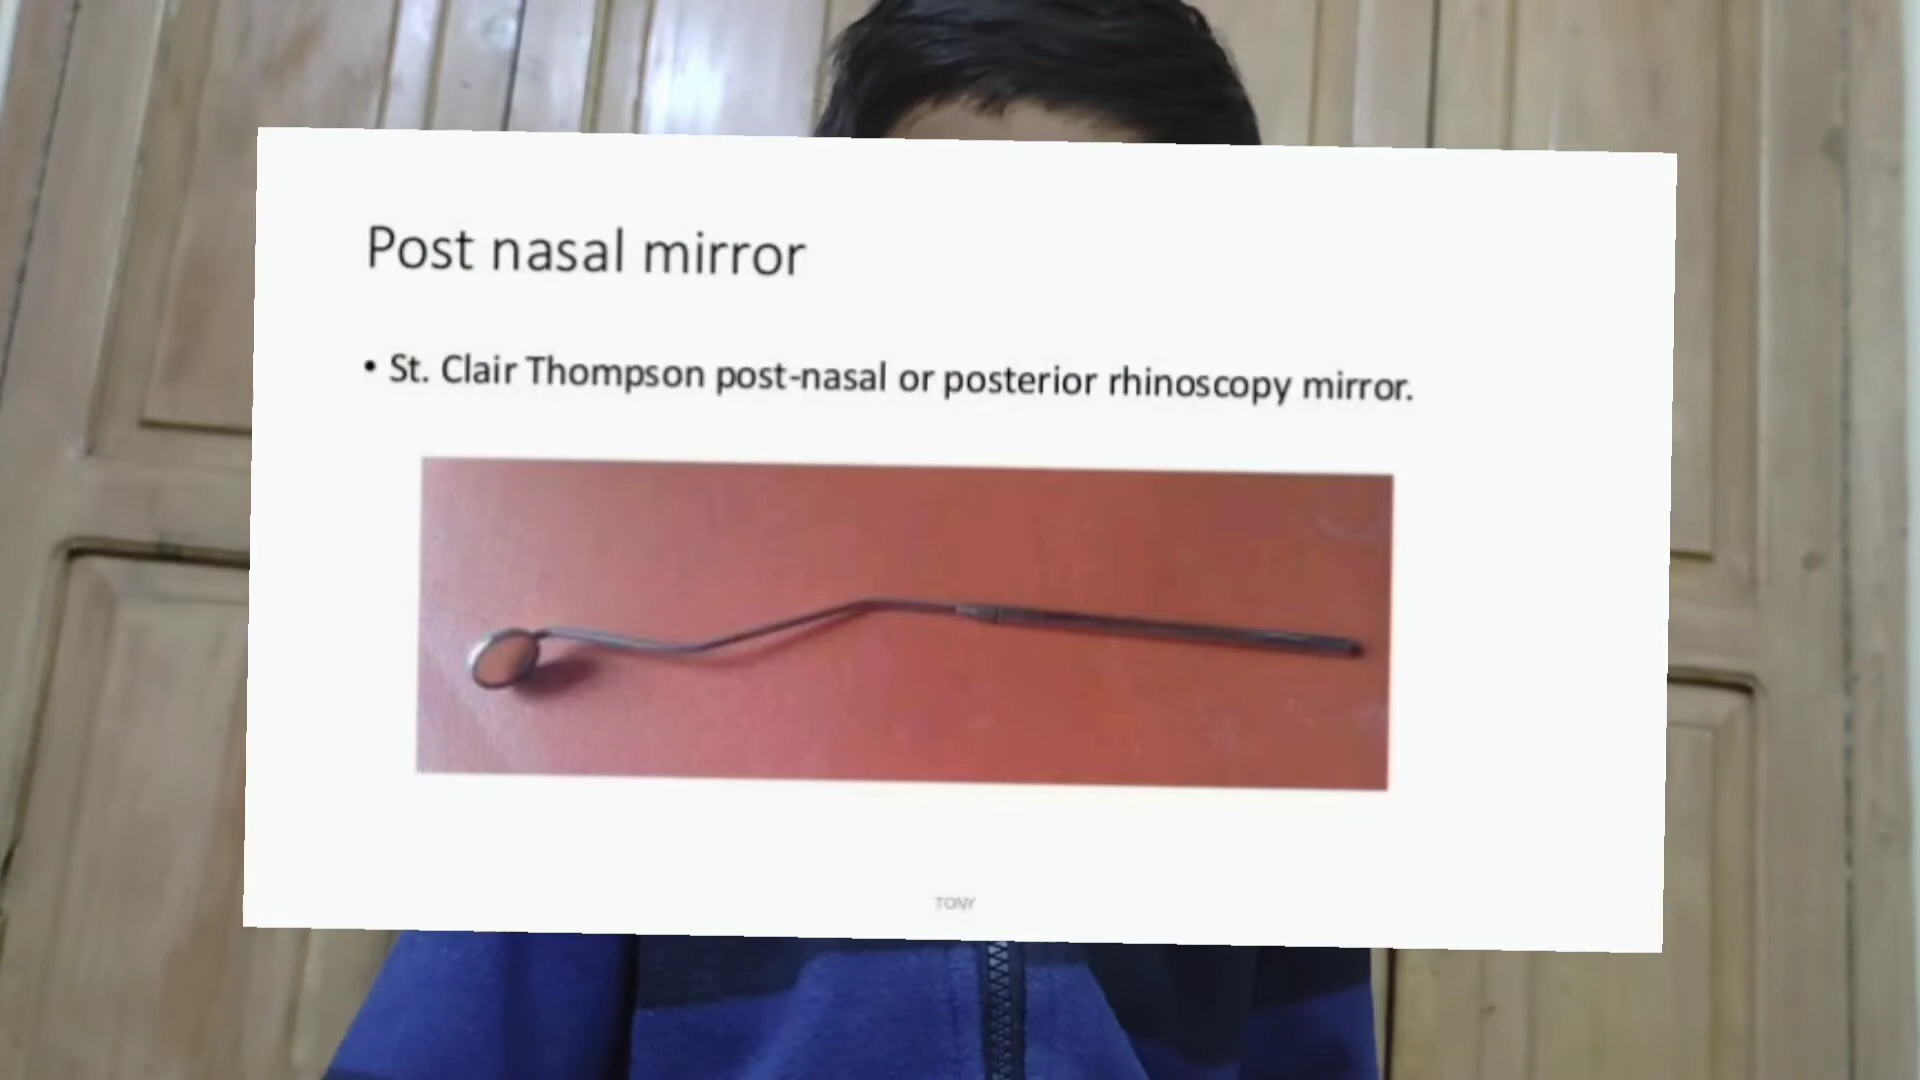 Post nasal mirror
• St. Clair Thompson post-nasal or posterior rhinoscopy mirror.
TONY